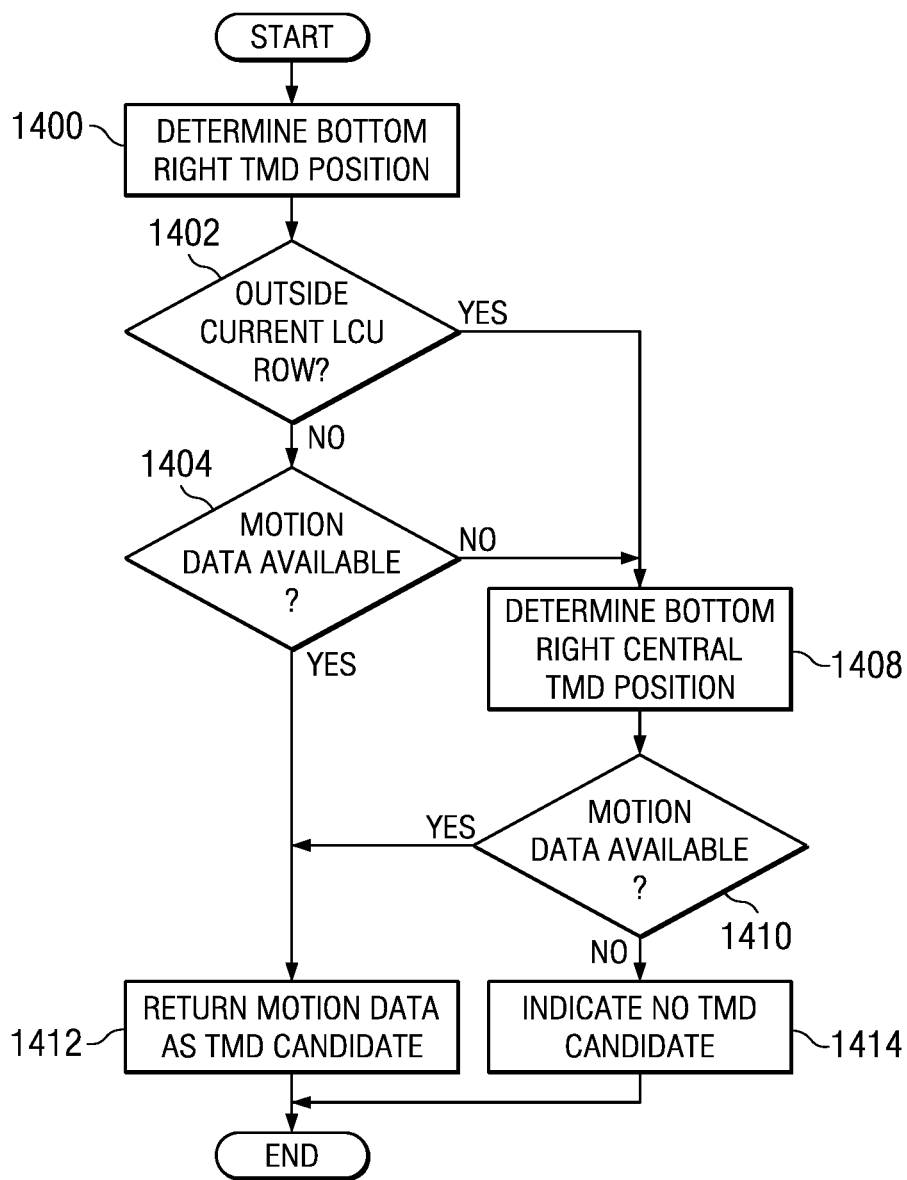 START
1400
DETERMINE BOTTOM
RIGHT TMD POSITION
1402
OUTSIDE
CURRENT LCU
ROW?
YES
NO
1404
MOTION
DATA AVAILABLE
?
NO
YES
DETERMINE BOTTOM
RIGHT CENTRAL
TMD POSITION
1408
MOTION
DATA AVAILABLE
?
YES
1410
NO
1412
RETURN MOTION DATA
AS TMD CANDIDATE
INDICATE NO TMD
CANDIDATE
1414
END